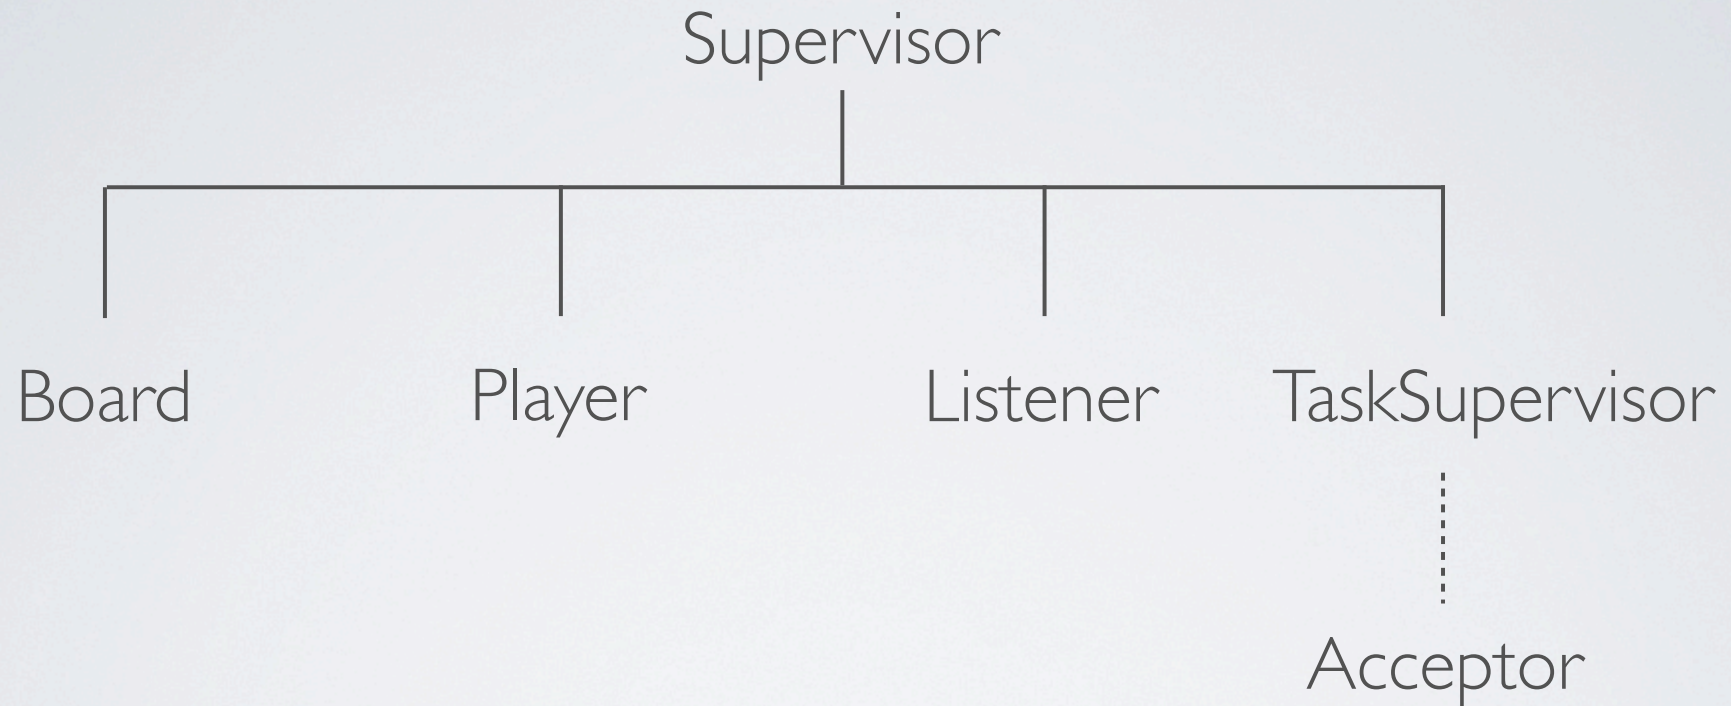 Supervisor
Board
Player
Listener
TaskSupervisor
Acceptor